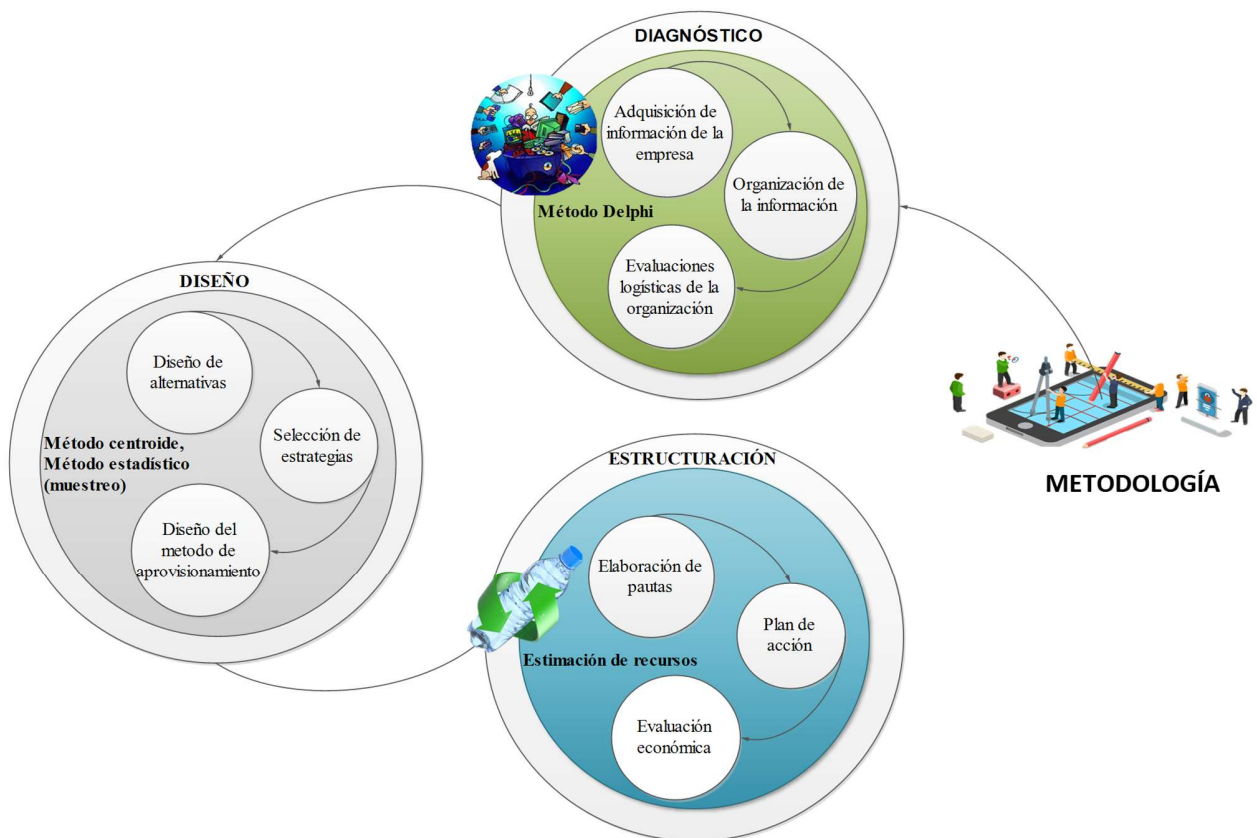 DIAGNÓSTICO
Adquisición de
información de la
empresa
Organización de
la información
Método Delphi
Evaluaciones
logísticas de la
organización
DISEÑO
Diseño de
alternativas
Selección de
estrategias
Método centroide,
Método estadístico
(muestreo)
Diseño del
metodo de
aprovisionamiento
ESTRUCTURACIÓN
Elaboración de
pautas
Plan de
acción
Estimación de recursos
Evaluación
económica
METODOLOGÍA